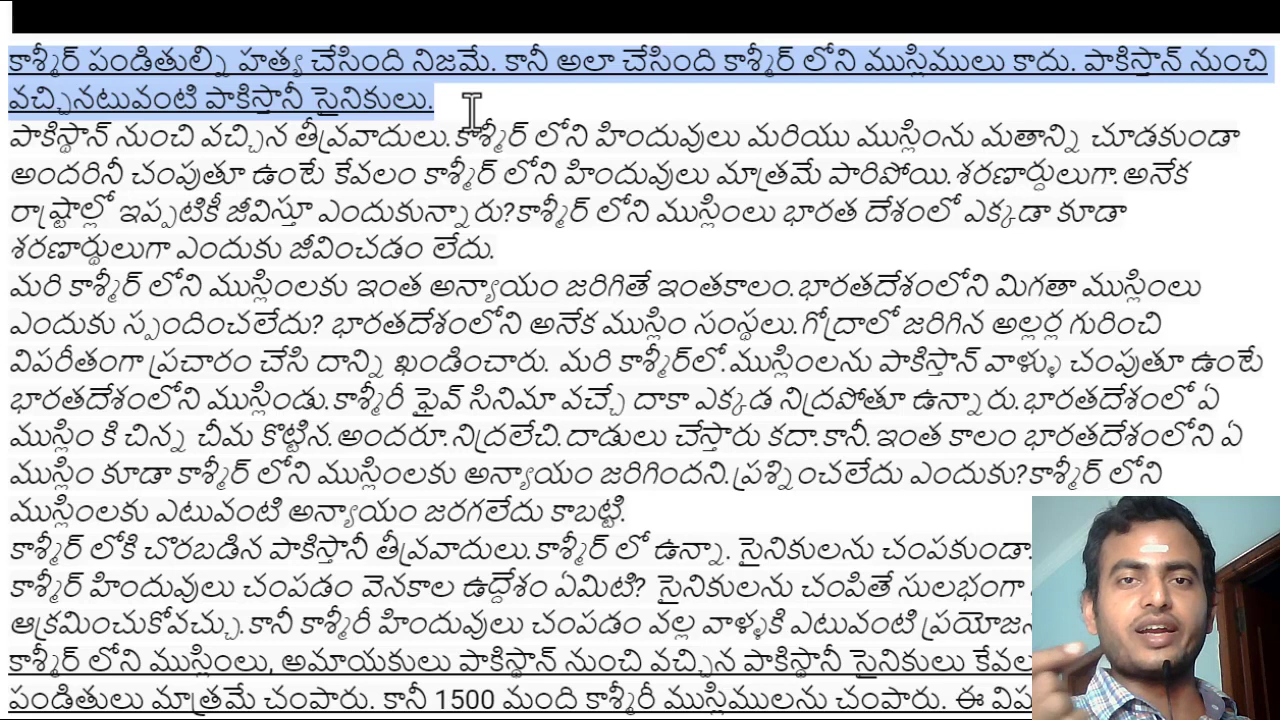 కాశ్మీర్ పండితుల్ని హత్య చేసింది నిజమే. కానీ అలా చేసింది కాశ్మీర్ లోని ముస్లిములు కాదు. పాకిస్తాన్ నుంచి
వచ్చినటువంటి పాకిస్తానీ సైనికులు.
పాకిస్థాన్ నుంచి వచ్చిన తీవ్రవాదులు.కాశ్మీర్ లోని హిందువులు మరియు ముస్లింను మతాన్ని చూడకుండా
అందరినీ చంపుతూ ఉంటే కేవలం కాశ్మీర్ లోని హిందువులు మాత్రమే పారిపోయి.శరణార్థులుగా.అనేక
రాష్ట్రాల్లో ఇప్పటికీ జీవిస్తూ ఎందుకున్నారు?కాశ్మీర్ లోని ముస్లింలు భారత దేశంలో ఎక్కడా కూడా
శరణార్థులుగా ఎందుకు జీవించడం లేదు.
మరి కాశ్మీర్ లోని ముస్లింలకు ఇంత అన్యాయం జరిగితే ఇంతకాలం.భారతదేశంలోని మిగతా ముస్లింలు
ఎందుకు స్పందించలేదు? భారతదేశంలోని అనేక ముస్లిం సంస్థలు.గోద్రాలో జరిగిన అల్లర్ల గురించి
విపరీతంగా ప్రచారం చేసి దాన్ని ఖండించారు. మరి కాశ్మీర్‌లో.ముస్లింలను పాకిస్తాన్ వాళ్ళు చంపుతూ ఉంటే
భారతదేశంలోని ముస్లిండు.కాశ్మీరీ ఫైవ్ సినిమా వచ్చే దాకా ఎక్కడ నిద్రపోతూ ఉన్నారు.భారతదేశంలో ఏ
ముస్లిం కి చిన్న చీమ కొట్టిన.అందరూ.నిద్రలేచి.దాడులు చేస్తారు కదా.కానీ.ఇంత కాలం భారతదేశంలోని ఏ
ముస్లిం కూడా కాశ్మీర్ లోని ముస్లింలకు అన్యాయం జరిగిందని.ప్రశ్నించలేదు ఎందుకు?కాశ్మీర్ లోని
ముస్లింలకు ఎటువంటి అన్యాయం జరగలేదు కాబట్టి.
కాశ్మీర్ లోకి చొరబడిన పాకిస్తానీ తీవ్రవాదులు.కాశ్మీర్ లో ఉన్నా. సైనికులను చంపకుండా.
కాశ్మీర్ హిందువులు చంపడం వెనకాల ఉద్దేశం ఏమిటి? సైనికులను చంపితే సులభంగా
ఆక్రమించుకోవచ్చు.కానీ కాశ్మీరీ హిందువులు చంపడం వల్ల వాళ్ళకి ఎటువంటి
కాశ్మీర్ లోని ముస్లింలు, అమాయకులు పాకిస్థాన్ నుంచి వచ్చిన పాకిస్థానీ సైనికులు
పండితులు మాత్రమే చంపారు. కానీ 1500 మంది కాశ్మీరీ ముస్లిములను చంపారు. ఈ